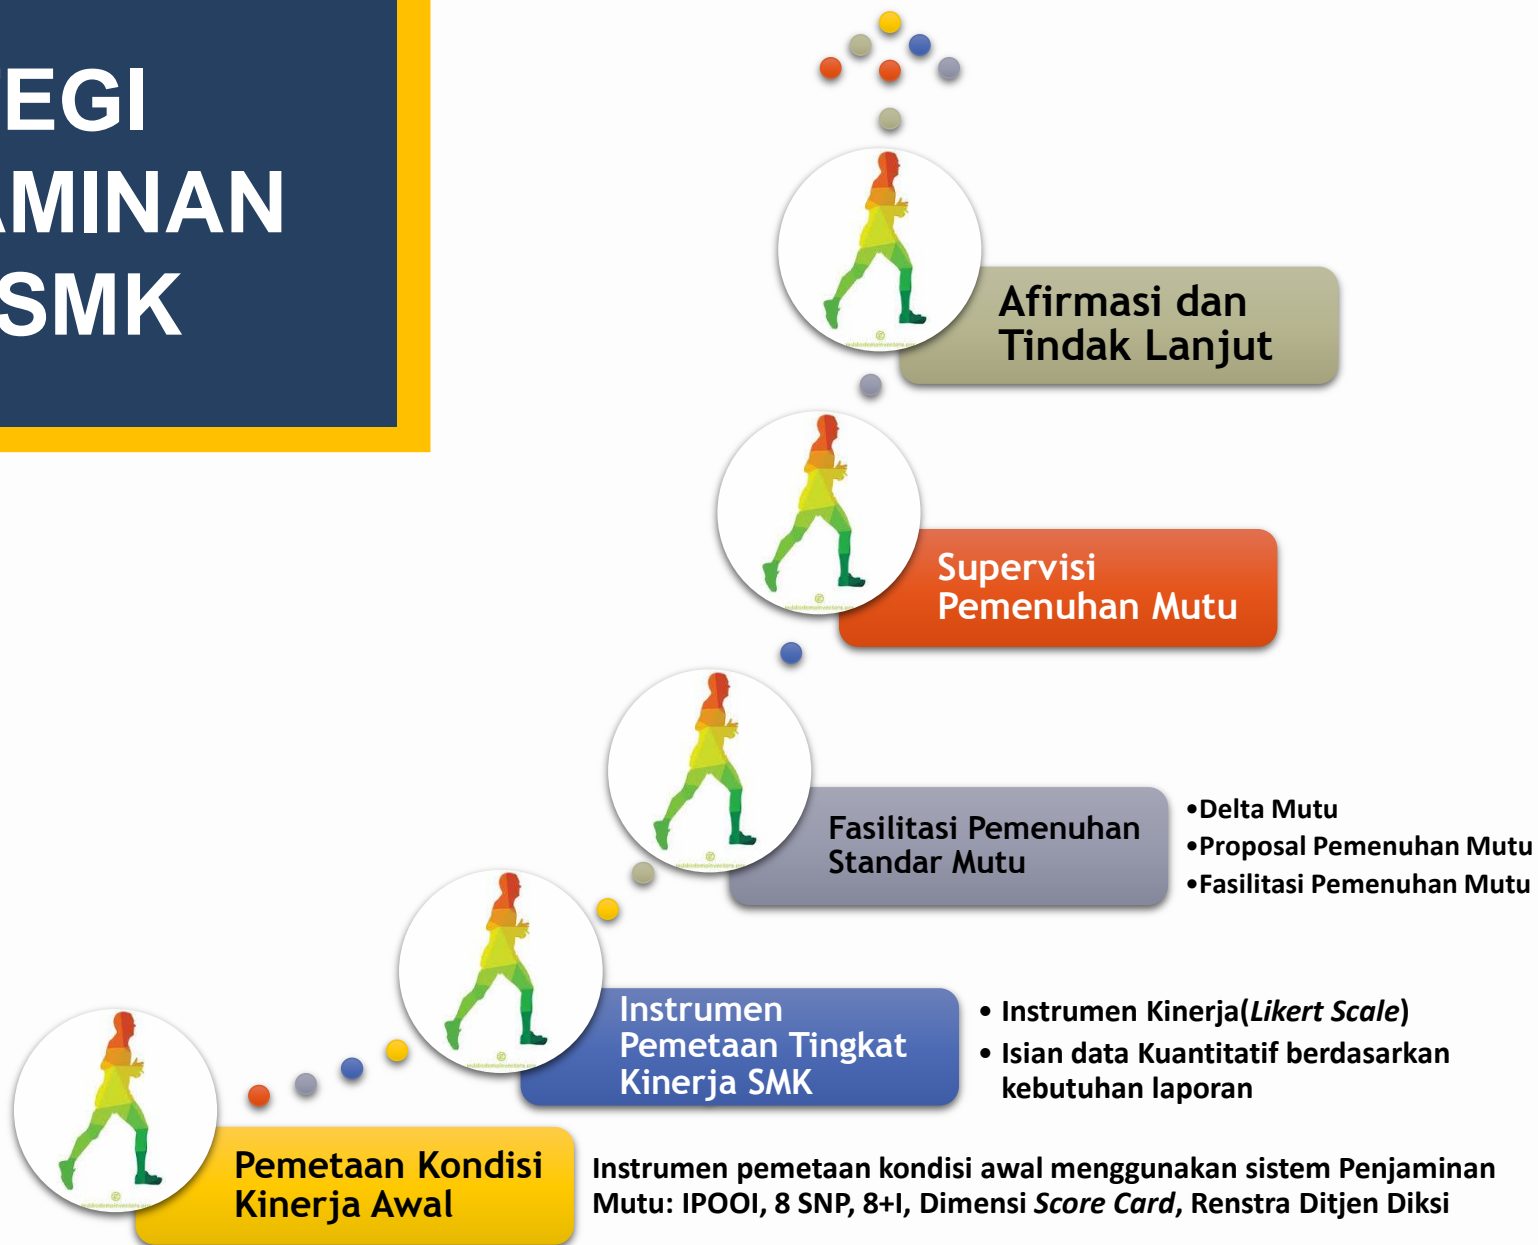 TEGI
AMINAN
SMK
Afirmasi dan
Tindak Lanjut
Supervisi
Pemenuhan Mutu
Fasilitasi Pemenuhan
Standar Mutu
•Delta Mutu
•Proposal Pemenuhan Mutu
•Fasilitasi Pemenuhan Mutu
Instrumen
Pemetaan Tingkat
Kinerja SMK
• Instrumen Kinerja(Likert Scale)
• Isian data Kuantitatif berdasarkan
kebutuhan laporan
Pemetaan Kondisi
Kinerja Awal
Instrumen pemetaan kondisi awal menggunakan sistem Penjaminan
Mutu: IPOOI, 8 SNP, 8+I, Dimensi Score Card, Renstra Ditjen Diksi